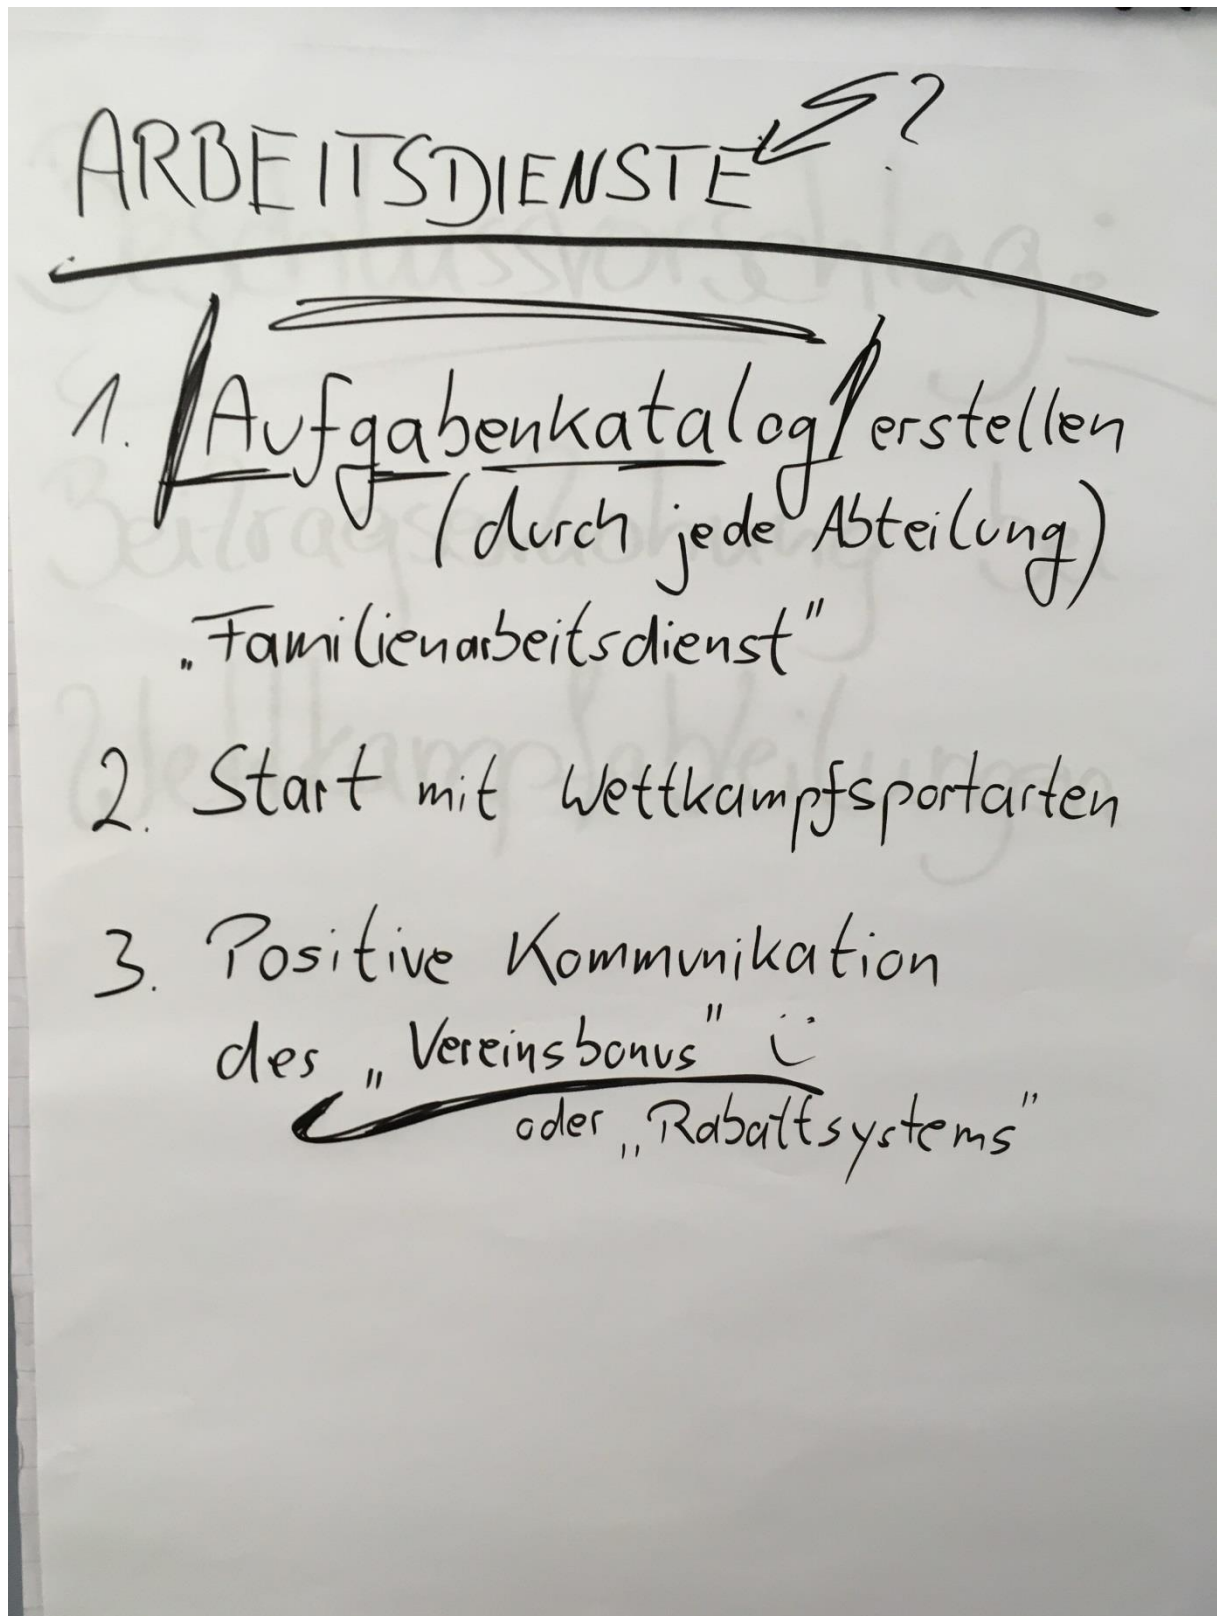 ARBEITSDIENSTE ?
1. Aufgabenkatalog erstellen
(durch jede Abteilung)
„Familienarbeitsdienst"
2. Start mit Wettkampfsportarten
3. Positive Kommunikation
des „Vereinsbonus" :)
oder „Rabattsystems"